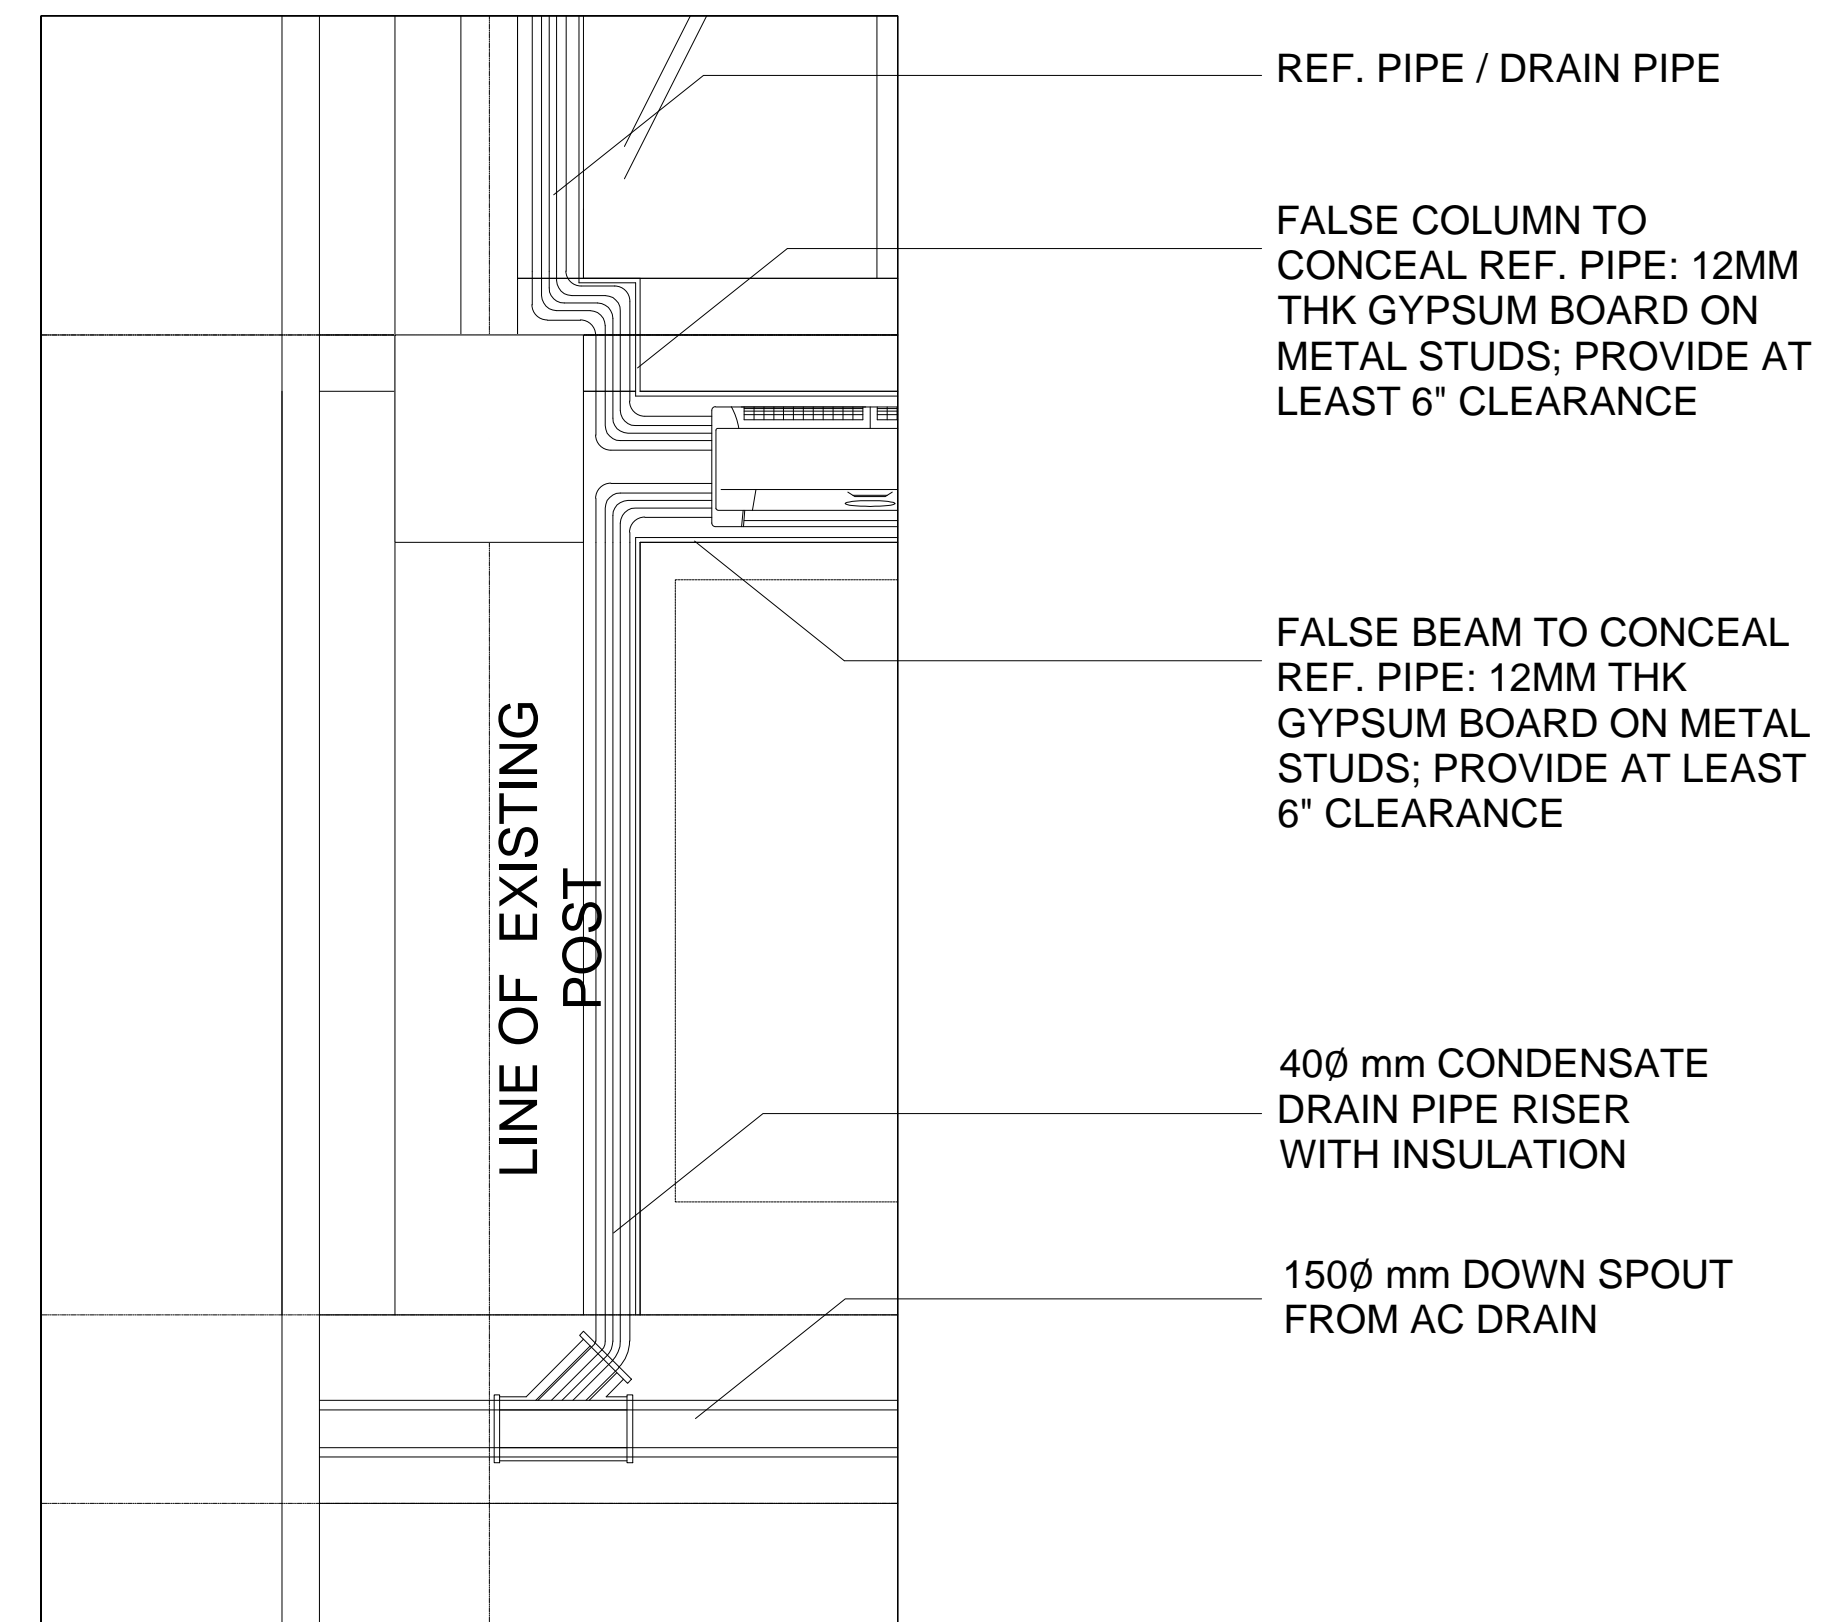 REF. PIPE / DRAIN PIPE
FALSE COLUMN TO
CONCEAL REF. PIPE: 12MM
THK GYPSUM BOARD ON
METAL STUDS; PROVIDE AT
LEAST 6" CLEARANCE
FALSE BEAM TO CONCEAL
REF. PIPE: 12MM THK
GYPSUM BOARD ON METAL
STUDS; PROVIDE AT LEAST
6" CLEARANCE
LINE OF EXISTING
POST
40Ø mm CONDENSATE
DRAIN PIPE RISER
WITH INSULATION
150Ø mm DOWN SPOUT
FROM AC DRAIN